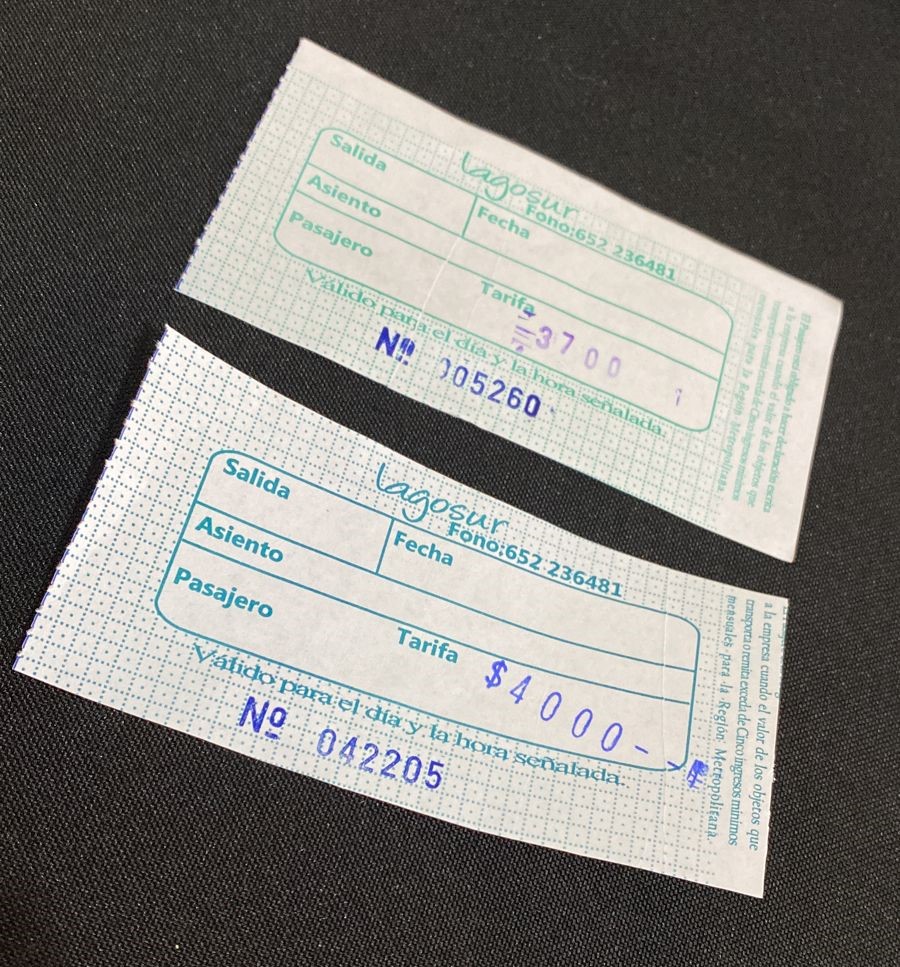 lagosur
Fono:652 236481
Salida
Asiento
Fecha
Pasajero
Tarifa
3700
Válido para el día y la hora señalada.
Nº 005260
lagosur
Fono:652 236481
Salida
Asiento
Fecha
Pasajero
Tarifa
$4000-
Válido para el día y la hora señalada.
Nº 042205
a la empresa cuando el valor de los objetos que
transporta o remita exceda de Cinco ingresos mínimos
mensuales para la Región Metropolitana.